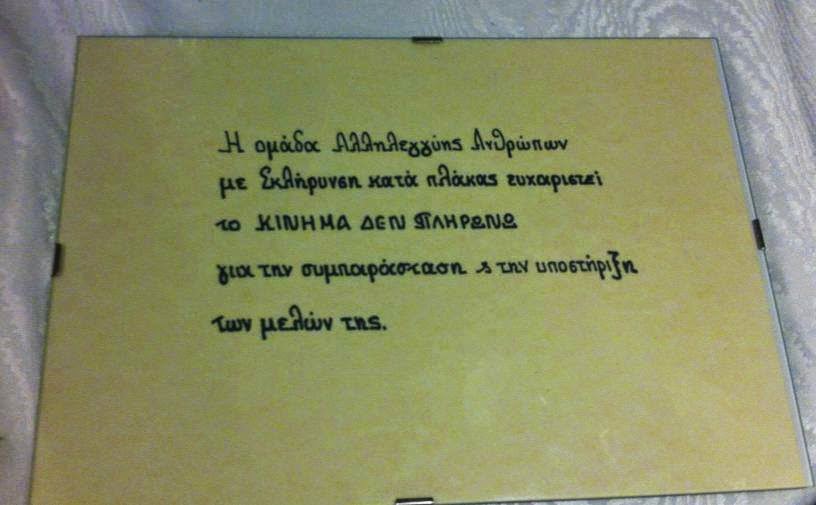 Η ομάδα Αλληλεγγύης Ανθρώπων
με Σκλήρυνση κατά πλάκας ευχαριστεί
το ΚΙΝΗΜΑ ΔΕΝ ΠΛΗΡΩΝΩ
για την συμπαράσταση & την υποστήριξη
των μελών της.